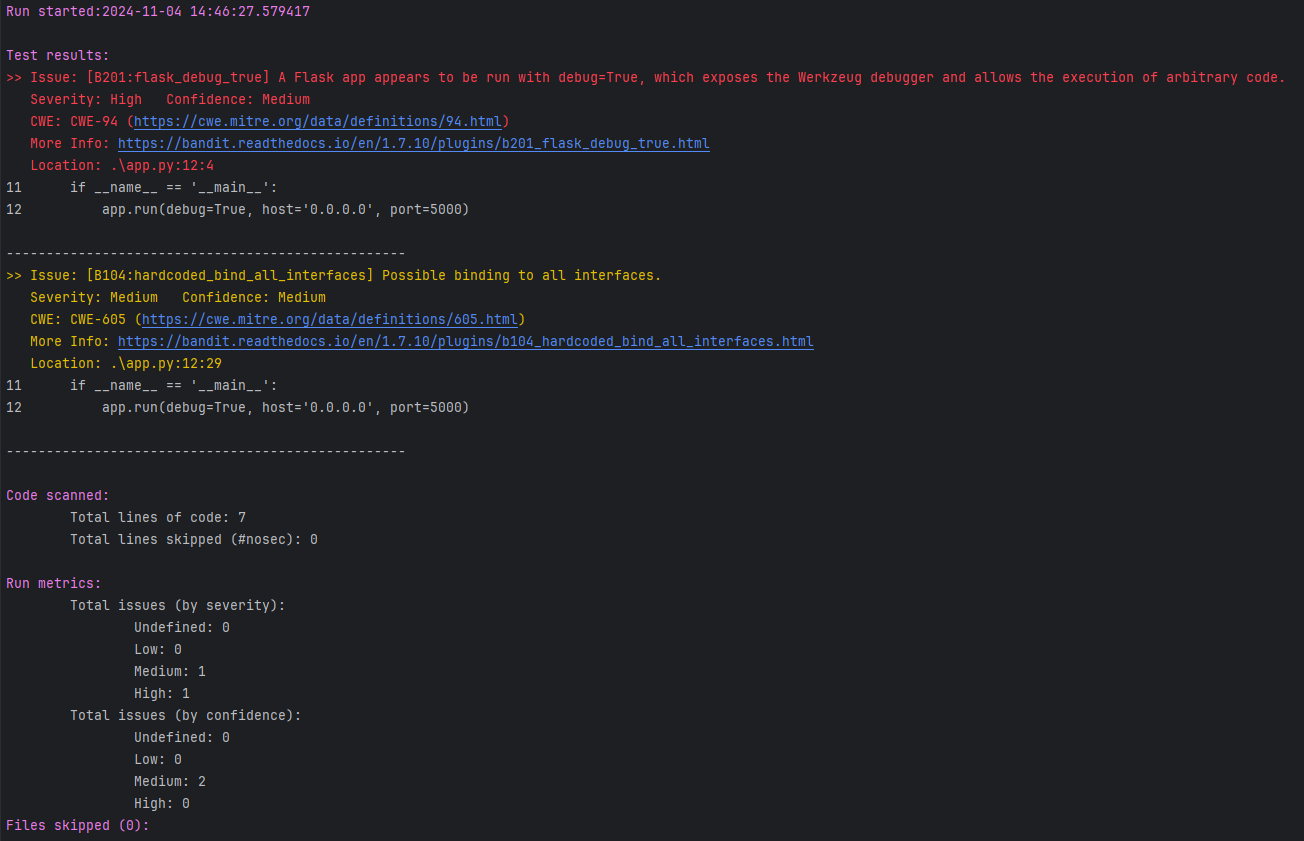 Run started:2024-11-04 14:46:27.579417

Test results:
>> Issue: [B201:flask_debug_true] A Flask app appears to be run with debug=True, which exposes the Werkzeug debugger and allows the execution of arbitrary code.
   Severity: High   Confidence: Medium
   CWE: CWE-94 (https://cwe.mitre.org/data/definitions/94.html)
   More Info: https://bandit.readthedocs.io/en/1.7.10/plugins/b201_flask_debug_true.html
   Location: .\app.py:12:4
11      if __name__ == '__main__':
12          app.run(debug=True, host='0.0.0.0', port=5000)

--------------------------------------------------
>> Issue: [B104:hardcoded_bind_all_interfaces] Possible binding to all interfaces.
   Severity: Medium   Confidence: Medium
   CWE: CWE-605 (https://cwe.mitre.org/data/definitions/605.html)
   More Info: https://bandit.readthedocs.io/en/1.7.10/plugins/b104_hardcoded_bind_all_interfaces.html
   Location: .\app.py:12:29
11      if __name__ == '__main__':
12          app.run(debug=True, host='0.0.0.0', port=5000)

--------------------------------------------------

Code scanned:
        Total lines of code: 7
        Total lines skipped (#nosec): 0

Run metrics:
        Total issues (by severity):
                Undefined: 0
                Low: 0
                Medium: 1
                High: 1
        Total issues (by confidence):
                Undefined: 0
                Low: 0
                Medium: 2
                High: 0
Files skipped (0):